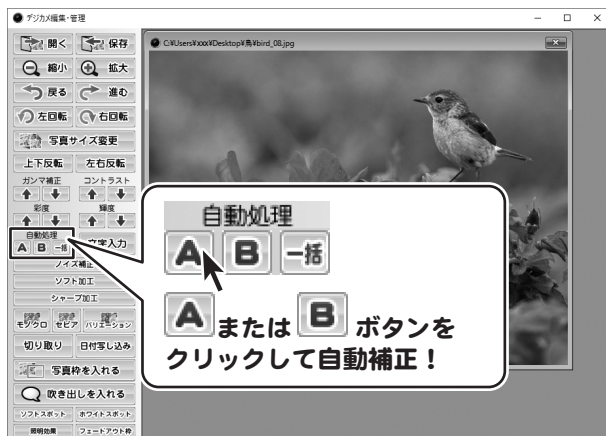 デジカメ編集・管理
開く 保存
縮小 拡大
戻る 進む
左回転 右回転
写真サイズ変更
上下反転 左右反転
ガンマ補正 コントラスト
彩度 輝度
自動処理
A B 一括 文字入力
ノイズ補正
ソフト加工
シャープ加工
モノクロ セピア バリエーション
切り取り 日付写し込み
写真枠を入れる
吹き出しを入れる
ソフトスポット ホワイトスポット
照明効果 フェードアウト枠
C:¥Users¥xxx¥Desktop¥鳥¥bird_08.jpg
自動処理
A B 一括
A または B ボタンを
クリックして自動補正！